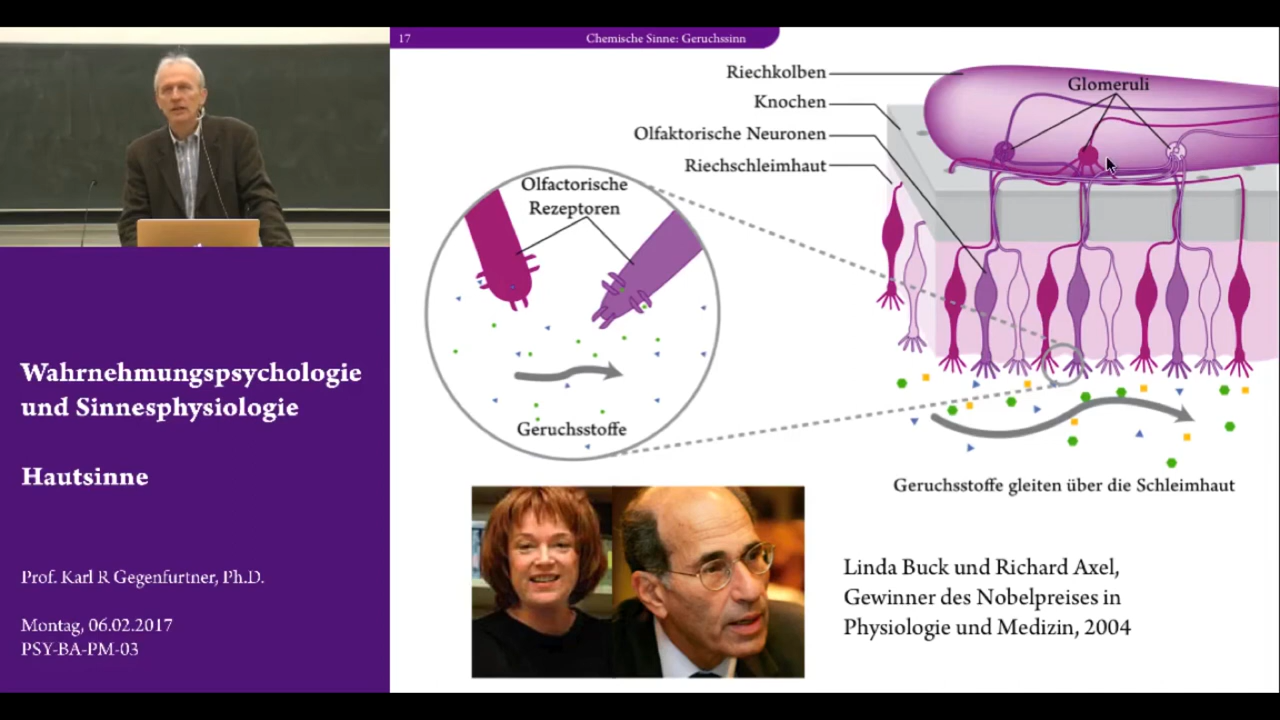 Wahrnehmungspsychologie
und Sinnesphysiologie
Hautsinne
Prof. Karl R Gegenfurtner, Ph.D.
Montag, 06.02.2017
PSY-BA-PM-03
17
Chemische Sinne: Geruchssinn
Riechkolben
Knochen
Olfaktorische Neuronen
Riechschleimhaut
Glomeruli
Olfactorische
Rezeptoren
Geruchsstoffe
Geruchsstoffe gleiten über die Schleimhaut
Linda Buck und Richard Axel,
Gewinner des Nobelpreises in
Physiologie und Medizin, 2004